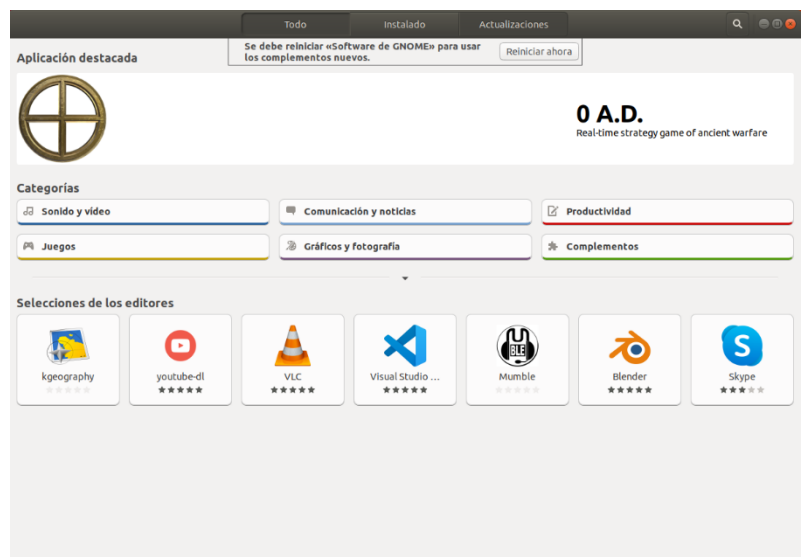 Todo Instalado Actualizaciones
Se debe reiniciar «Software de GNOME» para usar
los complementos nuevos.
Reiniciar ahora
Aplicación destacada
0 A.D.
Real-time strategy game of ancient warfare
Categorías
Sonido y vídeo
Comunicación y noticias
Productividad
Juegos
Gráficos y fotografía
Complementos
Selecciones de los editores
kgeography
youtube-dl
VLC
Visual Studio ...
BLE
Mumble
Blender
Skype